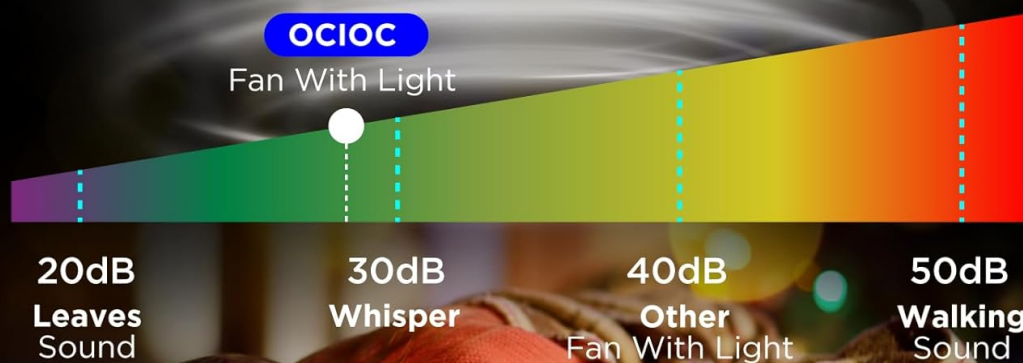 OCIOC
Fan With Light
20dB 30dB 40dB 50dB
Leaves Whisper Other Walking
Sound Fan With Light Sound